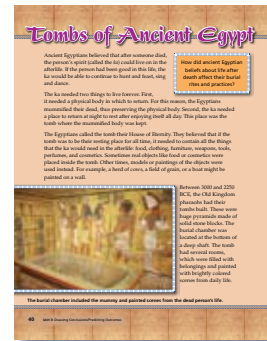 Tombs of Ancient Egypt
Ancient Egyptians believed that after someone died,
the person's spirit (called the ka) could live on in the
afterlife. If the person had been good in this life, the
ka would be able to continue to hunt and feast, sing
and dance.
How did ancient Egyptian
beliefs about life after
death affect their burial
rites and practices?
The ka needed two things to live forever. First,
it needed a physical body in which to return. For this reason, the Egyptians
mummified their dead, thus preserving the physical body. Second, the ka needed
a place to return at night to rest after enjoying itself all day. This place was the
tomb where the mummified body was kept.
The Egyptians called the tomb their House of Eternity. They believed that if the
tomb was to be their resting place for all time, it needed to contain all the things
that the ka would need in the afterlife: food, clothing, furniture, weapons, tools,
perfumes, and cosmetics. Sometimes real objects like food or cosmetics were
placed inside the tomb. Other times, models or paintings of the objects were
used instead. For example, a herd of cows, a field of grain, or a boat might be
painted on a wall.
Between 3000 and 2250
BCE, the Old Kingdom
pharaohs had their
tombs built. These were
huge pyramids made of
solid stone blocks. The
burial chamber was
located at the bottom of
a deep shaft. The tomb
had several rooms,
which were filled with
belongings and painted
with brightly colored
scenes from daily life.
The burial chamber included the mummy and painted scenes from the dead person's life.
40 Unit 5: Drawing Conclusions/Predicting Outcomes